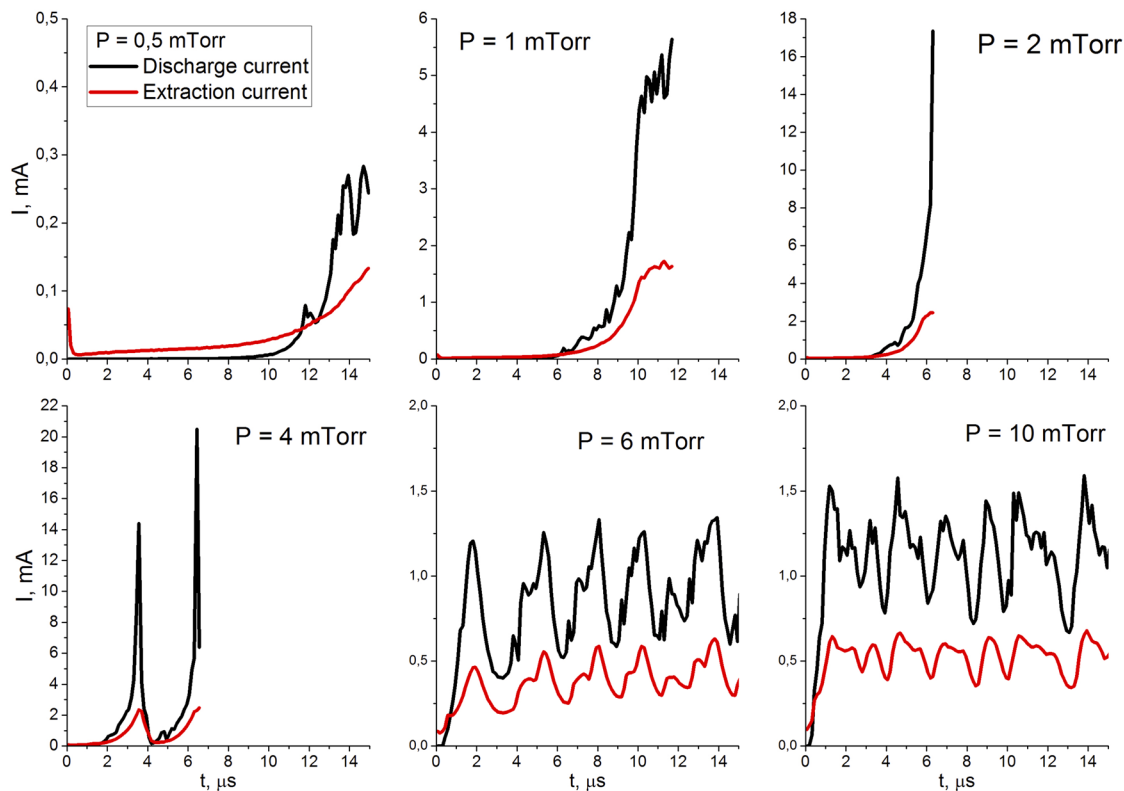 P = 0,5 mTorr
Discharge current
Extraction current
I, mA
0,5
0,4
0,3
0,2
0,1
0,0
0 2 4 6 8 10 12 14
P = 1 mTorr
6
5
4
3
2
1
0
0 2 4 6 8 10 12 14
P = 2 mTorr
18
16
14
12
10
8
6
4
2
0
0 2 4 6 8 10 12 14
P = 4 mTorr
I, mA
22
20
18
16
14
12
10
8
6
4
2
0
0 2 4 6 8 10 12 14
t, μs
P = 6 mTorr
2,0
1,5
1,0
0,5
0,0
0 2 4 6 8 10 12 14
t, μs
P = 10 mTorr
2,0
1,5
1,0
0,5
0,0
0 2 4 6 8 10 12 14
t, μs